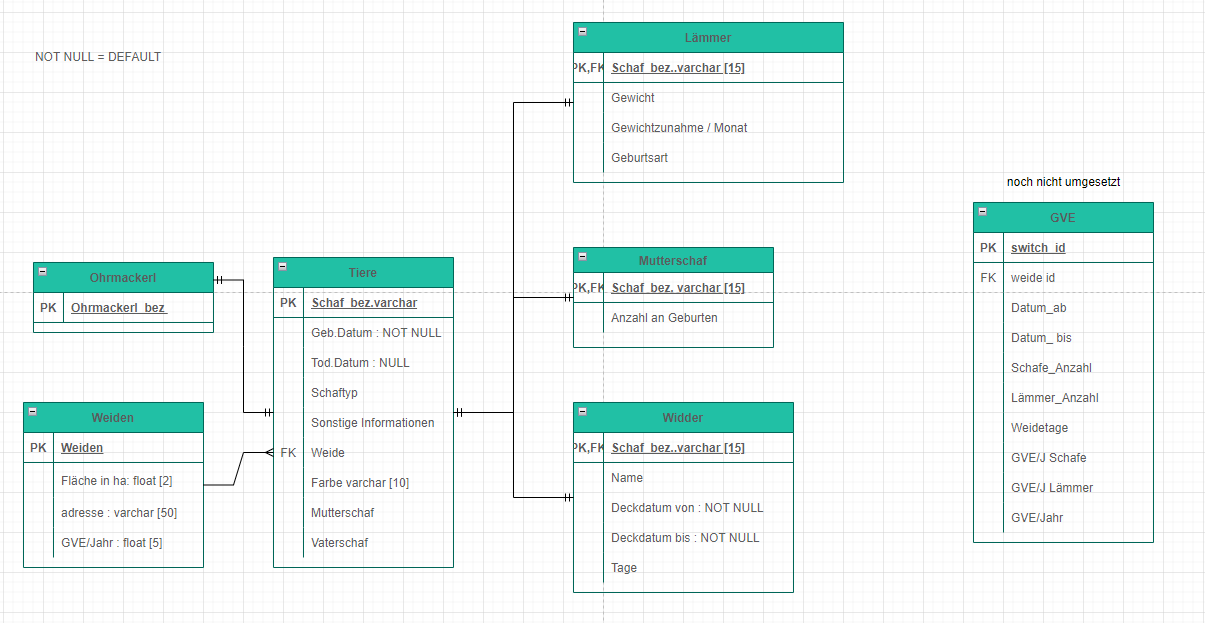 NOT NULL = DEFAULT
Lämmer
PK,FK Schaf_bez..varchar [15]
Gewicht
Gewichtzunahme / Monat
Geburtsart
noch nicht umgesetzt
GVE
PK switch_id
FK weide id
Datum_ab
Datum_ bis
Schafe_Anzahl
Lämmer_Anzahl
Weidetage
GVE/J Schafe
GVE/J Lämmer
GVE/Jahr
Ohrmackerl
PK Ohrmackerl_bez
Tiere
PK Schaf_bez.varchar
Geb.Datum : NOT NULL
Tod.Datum : NULL
Schaftyp
Sonstige Informationen
FK Weide
Farbe varchar [10]
Mutterschaf
Vaterschaf
Mutterschaf
PK,FK Schaf_bez. varchar [15]
Anzahl an Geburten
Weiden
PK Weiden
Fläche in ha: float [2]
adresse : varchar [50]
GVE/Jahr : float [5]
Widder
PK,FK Schaf_bez..varchar [15]
Name
Deckdatum von : NOT NULL
Deckdatum bis : NOT NULL
Tage